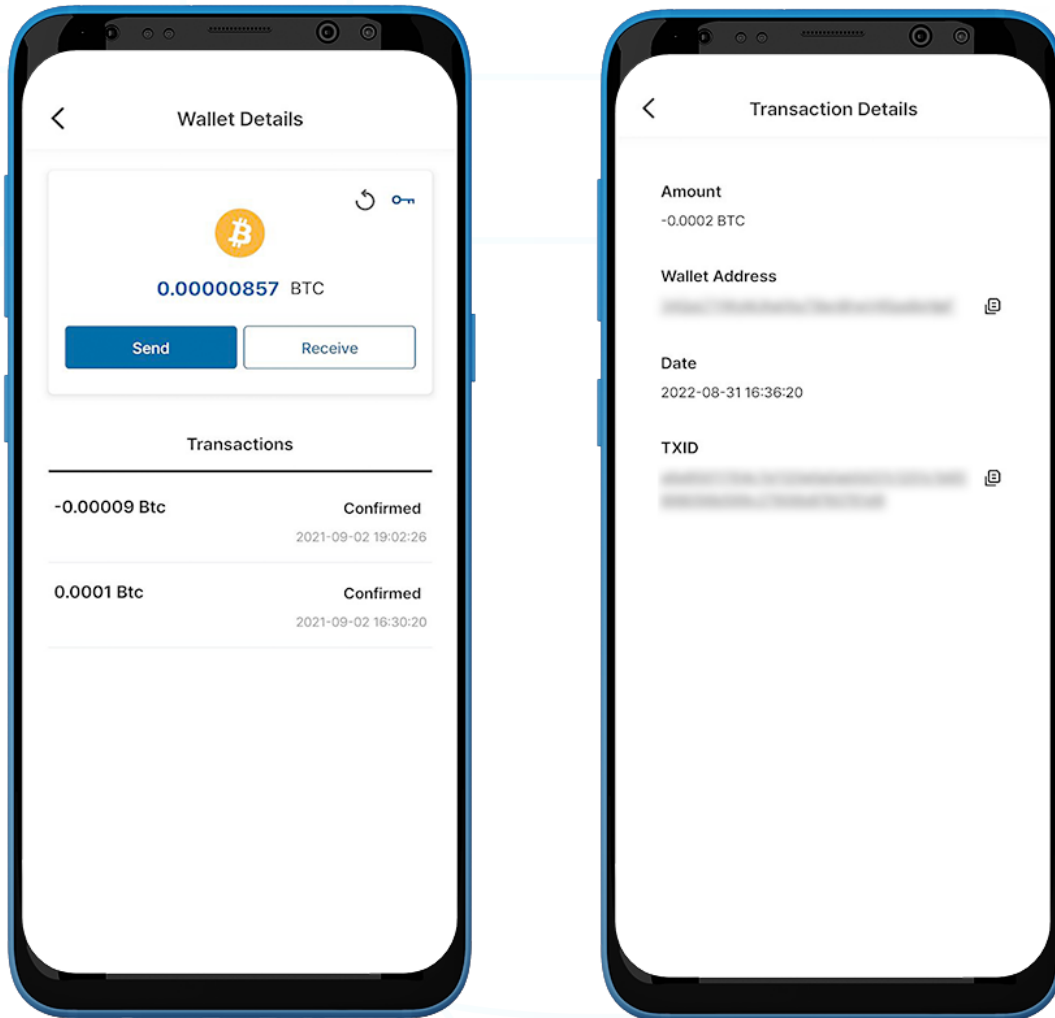 Wallet Details
0.00000857 BTC
Send
Receive
Transactions
-0.00009 Btc
Confirmed
2021-09-02 19:02:26
0.0001 Btc
Confirmed
2021-09-02 16:30:20
Transaction Details
Amount
-0.0002 BTC
Wallet Address
Date
2022-08-31 16:36:20
TXID